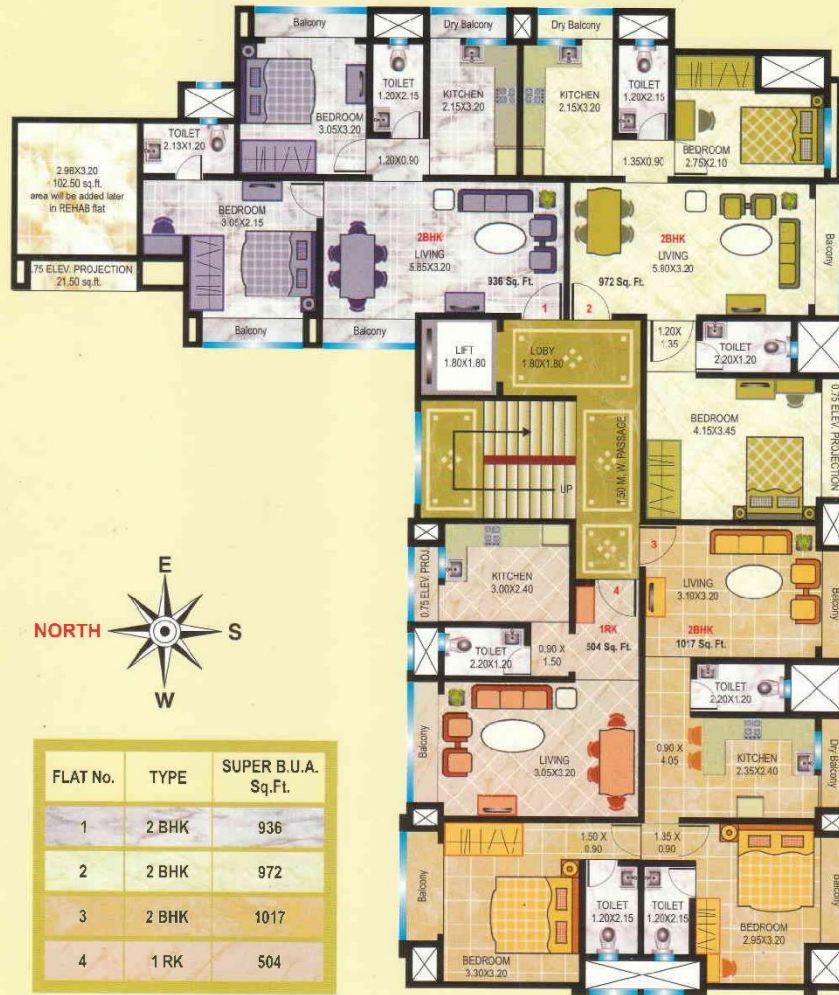 Balcony
Dry Balcony
Dry Balcony
TOILET
1.20X2.15
KITCHEN
2.15X3.20
KITCHEN
2.15X3.20
TOILET
1.20X2.15
BEDROOM
3.05X3.20
TOILET
2.13X1.20
BEDROOM
2.75X2.10
1.20X0.90
1.35X0.90
2.98X3.20
102.50 sq.ft.
area will be added later
in REHAB flat
BEDROOM
3.05X2.15
2BHK
LIVING
5.85X3.20
936 Sq. Ft.
2BHK
LIVING
5.80X3.20
972 Sq. Ft.
Bacony
.75 ELEV. PROJECTION
21.50 sq.ft.
1
2
Balcony
Balcony
LIFT
1.80X1.80
LOBY
1.80X1.80
1.20X
1.35
TOILET
2.20X1.20
BEDROOM
4.15X3.45
0.75 ELEV. PROJECTION
1.50 M. W. PASSAGE
UP
3
KITCHEN
3.00X2.40
0.75 ELEV. PROJ.
4
LIVING
3.10X3.20
2BHK
1017 Sq. Ft.
Balcony
1RK
504 Sq. Ft.
TOILET
2.20X1.20
0.90 X
1.50
TOILET
2.20X1.20
Balcony
LIVING
3.05X3.20
0.90 X
4.05
KITCHEN
2.35X2.40
Dry Balcony
1.50 X
0.90
1.35 X
0.90
Balcony
BEDROOM
3.30X3.20
TOILET
1.20X2.15
TOILET
1.20X2.15
BEDROOM
2.95X3.20
Balcony
E
NORTH
S
W
FLAT No. TYPE SUPER B.U.A. Sq.Ft.
1 2 BHK 936
2 2 BHK 972
3 2 BHK 1017
4 1 RK 504